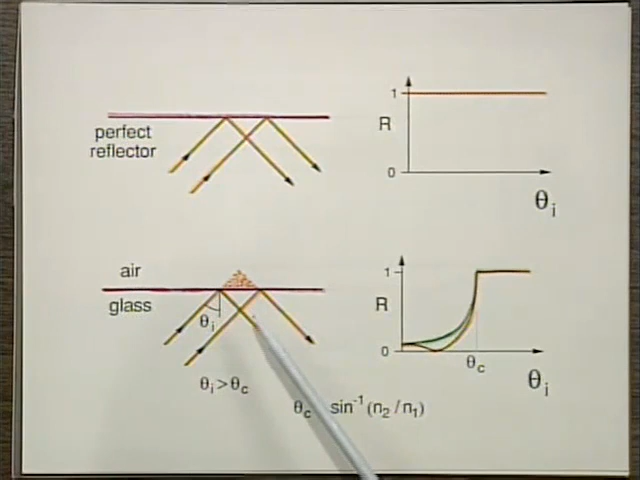 perfect
reflector
1
R
0
θi
air
glass
θi
θi>θc
1
R
0
θc
θi
θc sin-1(n2/n1)